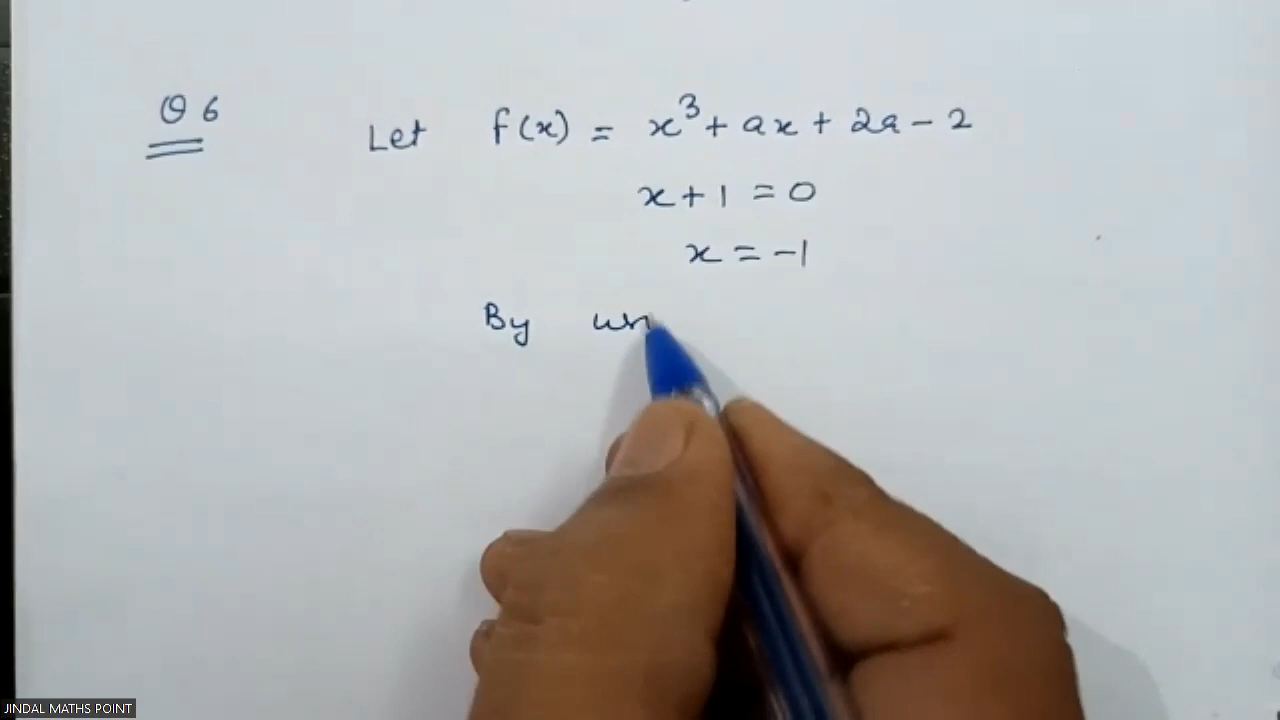 Q 6
Let f(x) = x³ + ax + 2a - 2
x + 1 = 0
x = -1
By
JINDAL MATHS POINT